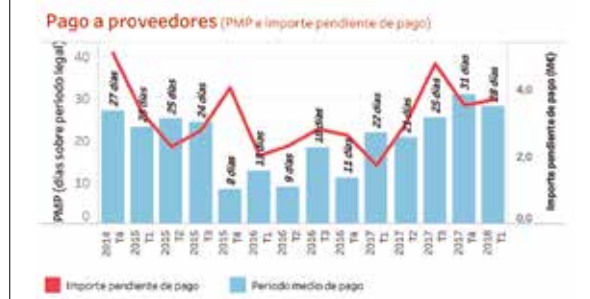 Pago a proveedores (PMP e importe pendiente de pago)
PMP (días sobre periodo legal)
40
30
20
10
0
27 días
25 días
24 días
8 días
9 días
11 días
22 días
25 días
31 días
28 días
4,0
2,0
0,0
Importe pendiente de pago (M€)
2014 T4
2015 T1
2015 T2
2015 T3
2015 T4
2016 T1
2016 T2
2016 T3
2016 T4
2017 T1
2017 T2
2017 T3
2017 T4
2018 T1
Importe pendiente de pago
Periodo medio de pago